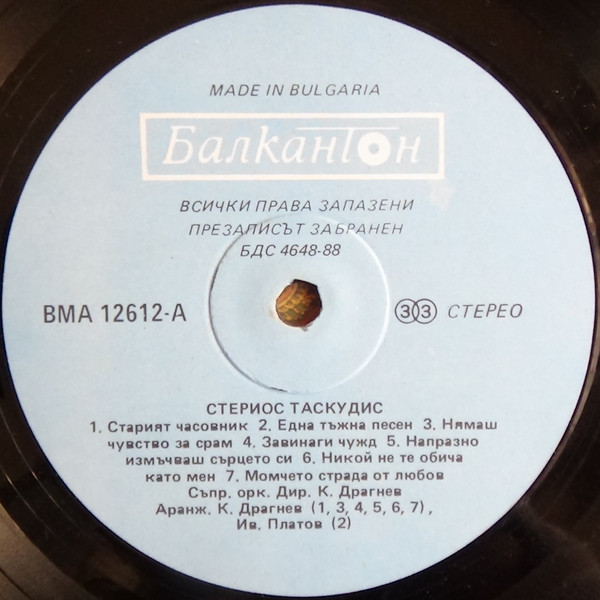 MADE IN BULGARIA
Балкантон
ВСИЧКИ ПРАВА ЗАПАЗЕНИ
ПРЕЗАПИСЪТ ЗАБРАНЕН
БДС 4648-88
ВМА 12612-А
33 СТЕРЕО
СТЕРИОС ТАСКУДИС
1. Старият часовник 2. Една тъжна песен 3. Нямаш
чувство за срам 4. Завинаги чужд 5. Напразно
измъчваш сърцето си 6. Никой не те обича
като мен 7. Момчето страда от любов
Съпр. орк. Дир. К. Драгнев
Аранж. К. Драгнев (1, 3, 4, 5, 6, 7),
Ив. Платов (2)